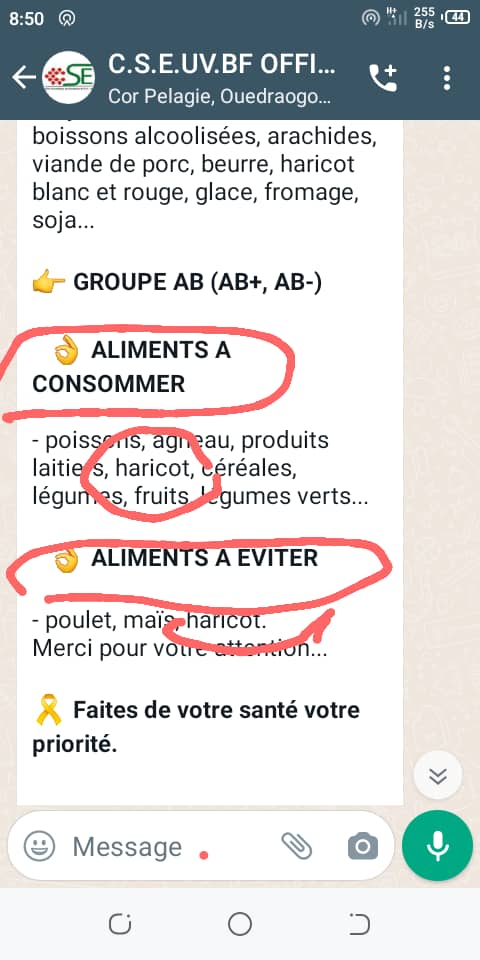 8:50
255
B/s
44
CSE
C.S.E.UV.BF OFFI...
Cor Pelagie, Ouedraogo...
boissons alcoolisées, arachides,
viande de porc, beurre, haricot
blanc et rouge, glace, fromage,
soja...
👉 GROUPE AB (AB+, AB-)
👌 ALIMENTS A
CONSOMMER
- poissons, agneau, produits
laitiers, haricot, céréales,
légumes, fruits, légumes verts...
👌 ALIMENTS A EVITER
- poulet, maïs, haricot.
Merci pour votre attention...
🎗️ Faites de votre santé votre
priorité.
Message